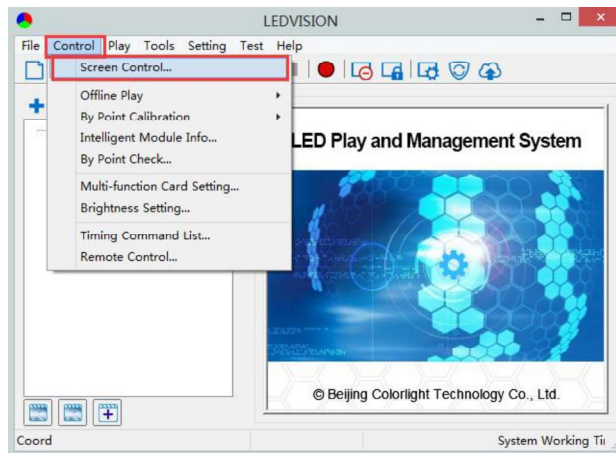 LEDVISION
File Control Play Tools Setting Test Help
Screen Control...
Offline Play
By Point Calibration
Intelligent Module Info...
By Point Check...
Multi-function Card Setting...
Brightness Setting...
Timing Command List...
Remote Control...
LED Play and Management System
© Beijing Colorlight Technology Co., Ltd.
Coord
System Working Ti